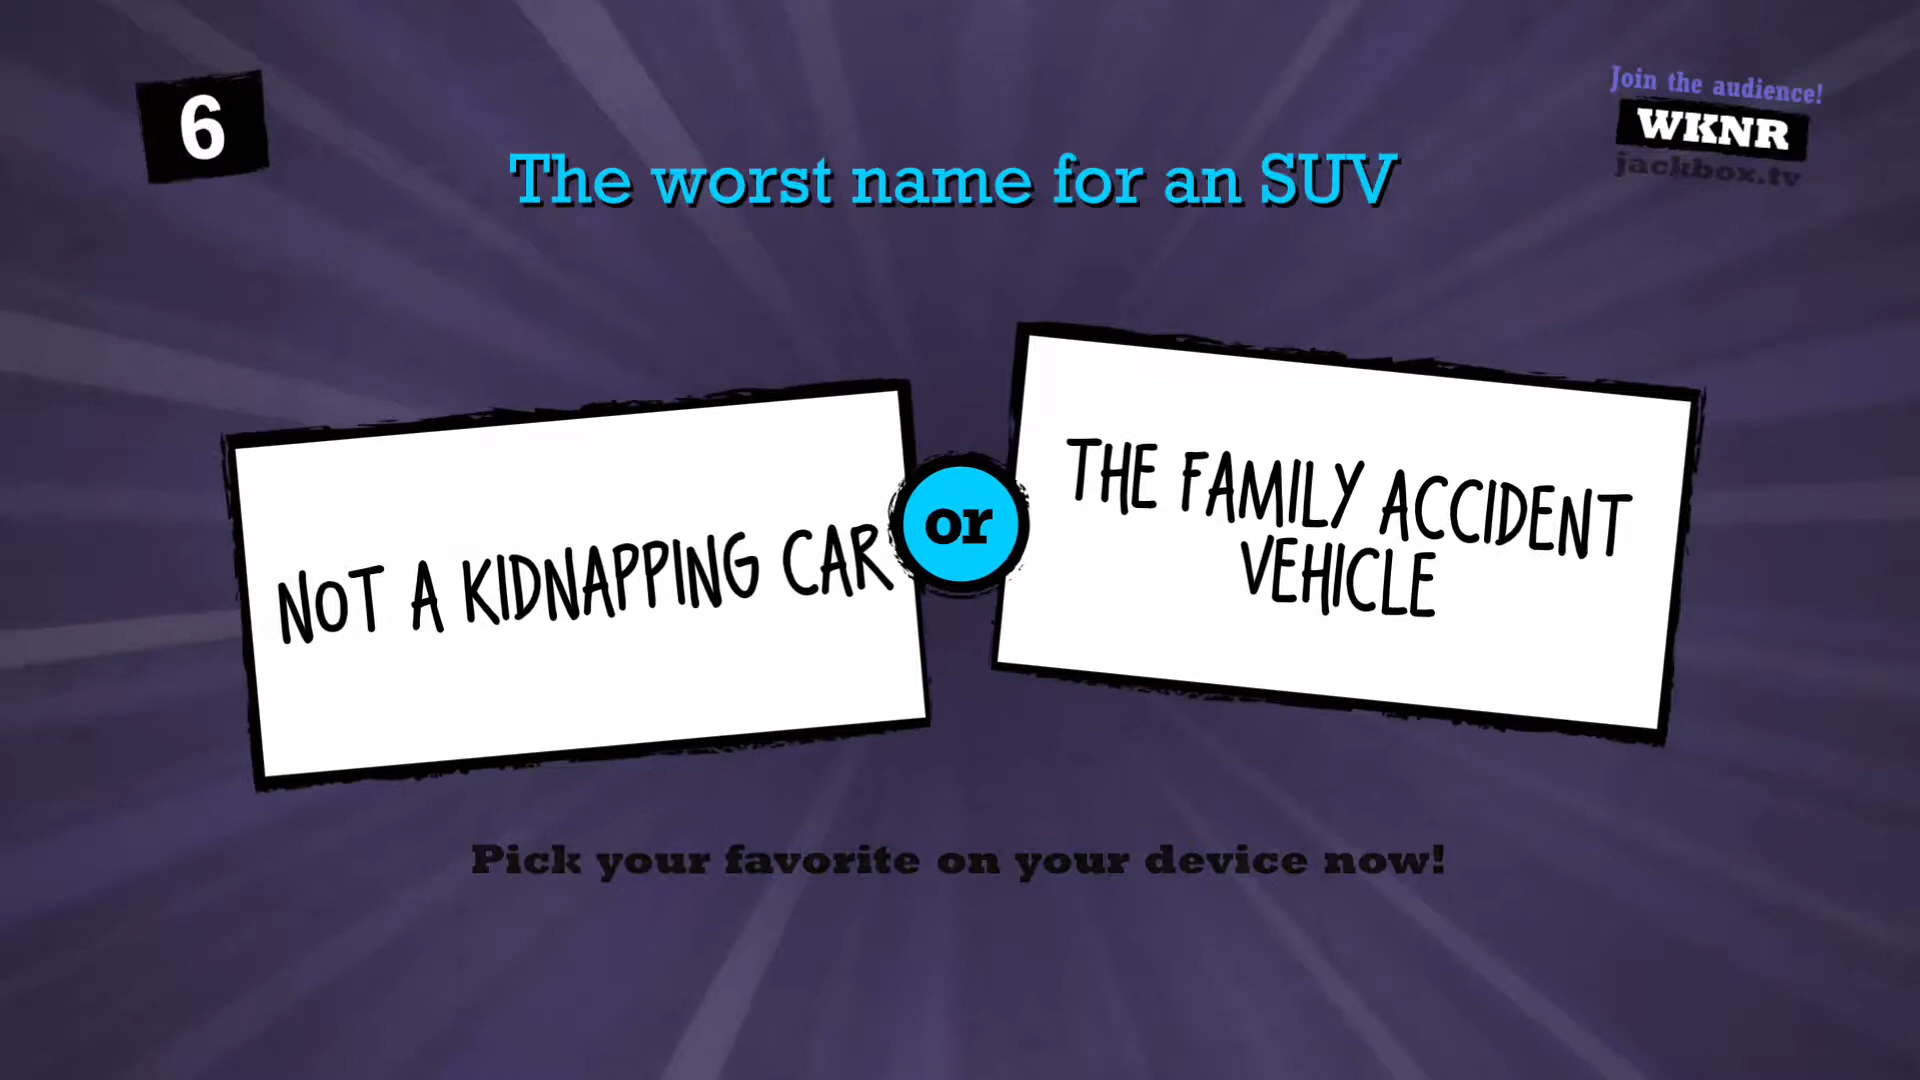 6
Join the audience!
WKNR
jackbox.tv
The worst name for an SUV
NOT A KIDNAPPING CAR
or
THE FAMILY ACCIDENT
VEHICLE
Pick your favorite on your device now!